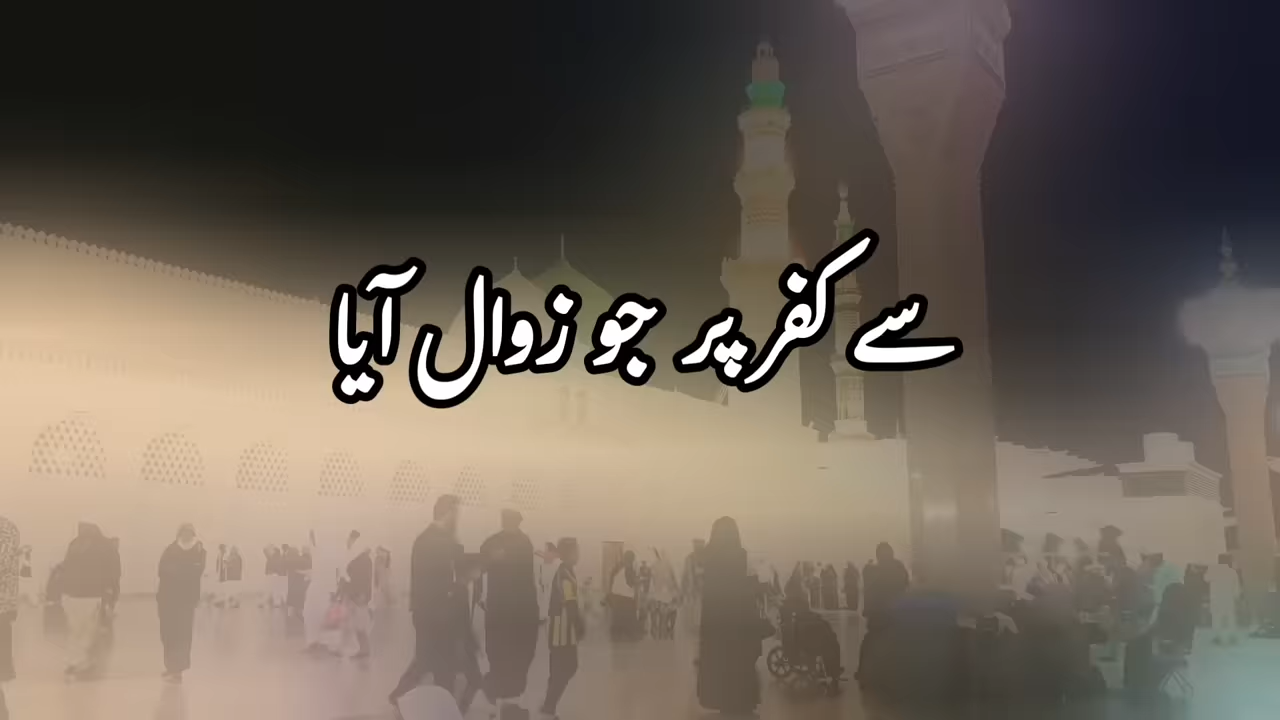 سے کفر پر جو زوال آیا